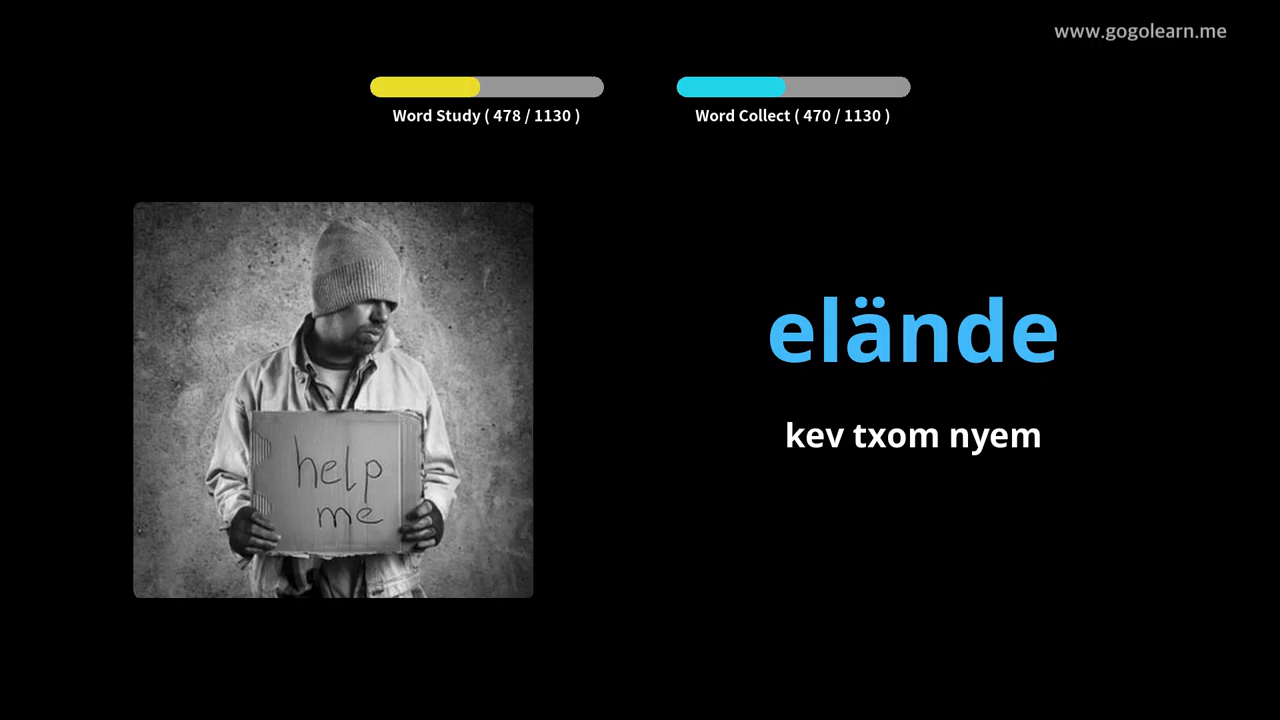 www.gogolearn.me
Word Study ( 478 / 1130 )
Word Collect ( 470 / 1130 )
help
me
elände
kev txom nyem